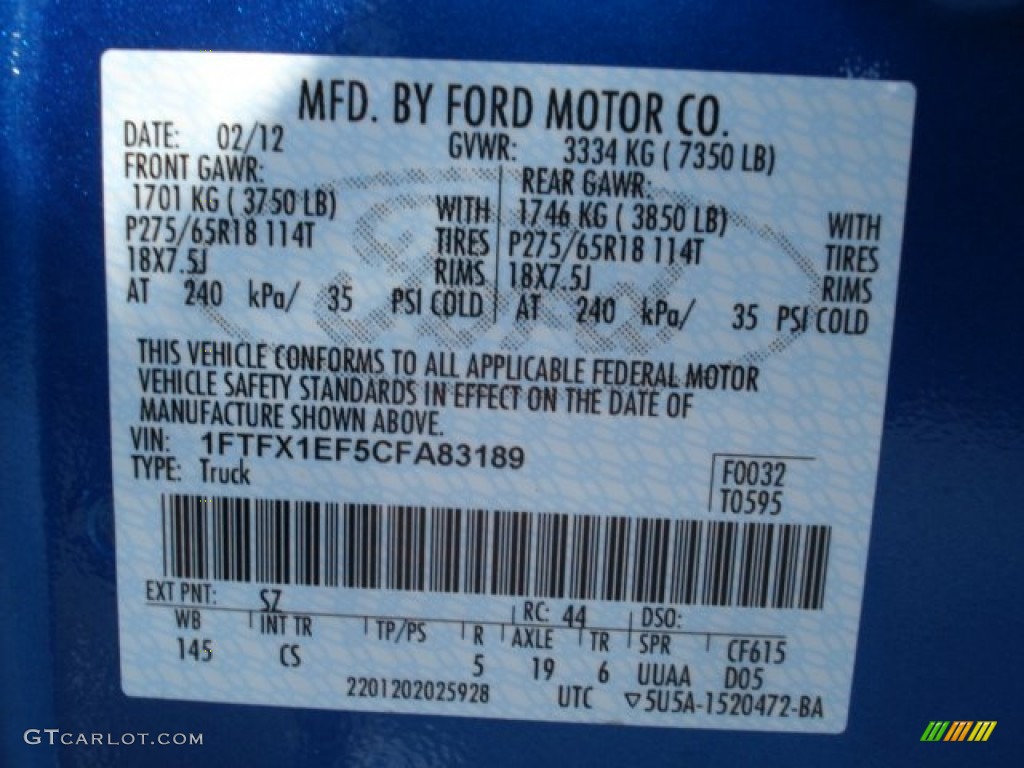 MFD. BY FORD MOTOR CO.
DATE: 02/12 GVWR: 3334 KG ( 7350 LB)
FRONT GAWR: REAR GAWR:
1701 KG ( 3750 LB) WITH 1746 KG ( 3850 LB) WITH
P275/65R18 114T TIRES P275/65R18 114T TIRES
18X7.5J RIMS 18X7.5J RIMS
AT 240 kPa/ 35 PSI COLD AT 240 kPa/ 35 PSI COLD
Ford
THIS VEHICLE CONFORMS TO ALL APPLICABLE FEDERAL MOTOR
VEHICLE SAFETY STANDARDS IN EFFECT ON THE DATE OF
MANUFACTURE SHOWN ABOVE.
VIN: 1FTFX1EF5CFA83189
TYPE: Truck F0032
T0595
EXT PNT: SZ RC: 44 DSO:
WB INT TR TP/PS R AXLE TR SPR CF615
145 CS 5 19 6 UUAA D05
2201202025928 UTC ▽5U5A-1520472-BA
GTCARLOT.COM